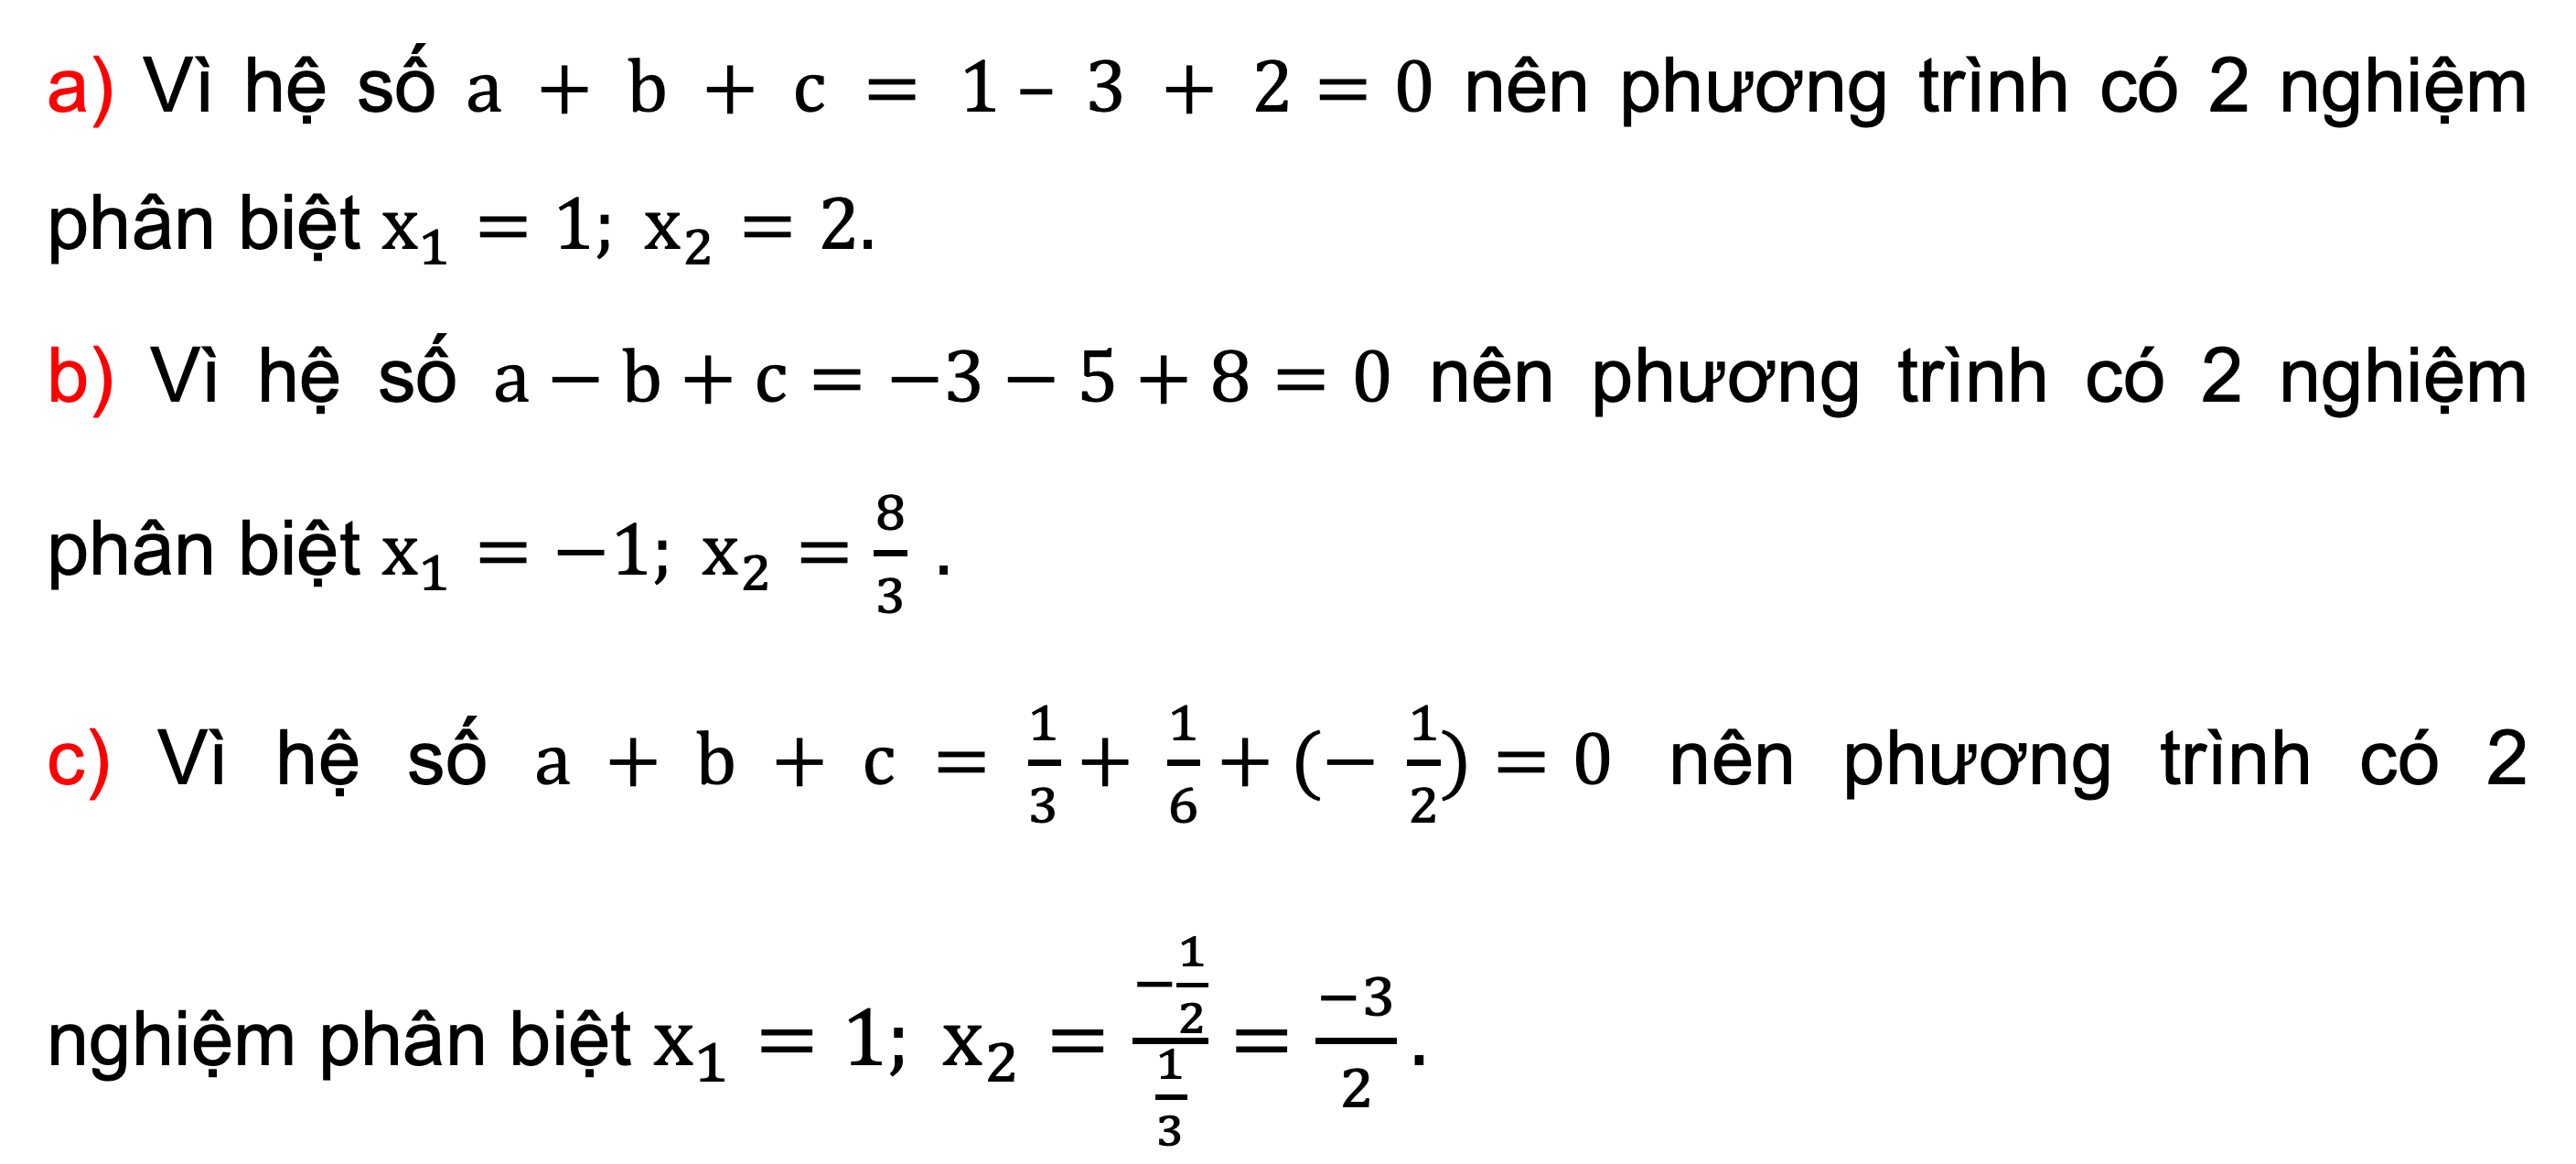 a) Vì hệ số a + b + c = 1 – 3 + 2 = 0 nên phương trình có 2 nghiệm
phân biệt x₁ = 1; x₂ = 2.
b) Vì hệ số a − b + c = −3 − 5 + 8 = 0 nên phương trình có 2 nghiệm
phân biệt x₁ = −1; x₂ = 8/3 .
c) Vì hệ số a + b + c = 1/3 + 1/6 + (− 1/2) = 0 nên phương trình có 2
nghiệm phân biệt x₁ = 1; x₂ = (−1/2)/(1/3) = −3/2.